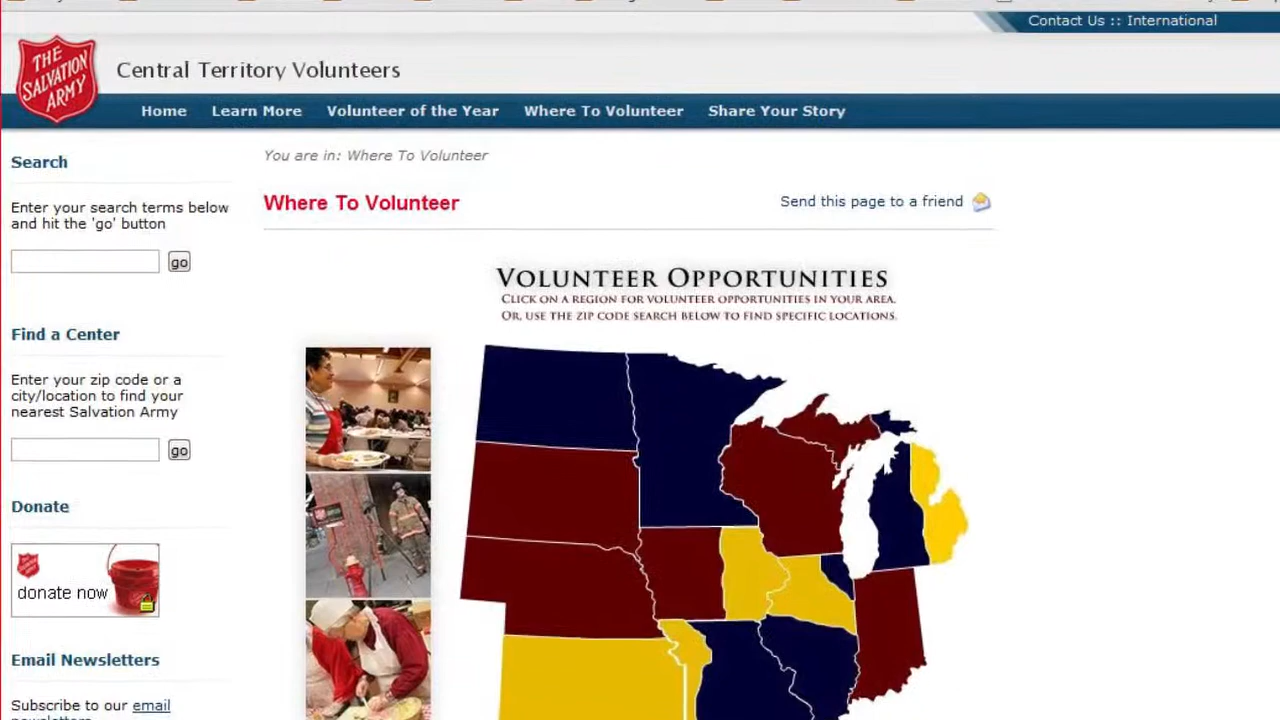 Contact Us :: International
THE
SALVATION
ARMY
Central Territory Volunteers
Home Learn More Volunteer of the Year Where To Volunteer Share Your Story
Search
Enter your search terms below
and hit the 'go' button
go
Find a Center
Enter your zip code or a
city/location to find your
nearest Salvation Army
go
Donate
donate now
Email Newsletters
Subscribe to our email
newsletters
You are in: Where To Volunteer
Where To Volunteer
Send this page to a friend
VOLUNTEER OPPORTUNITIES
CLICK ON A REGION FOR VOLUNTEER OPPORTUNITIES IN YOUR AREA.
OR, USE THE ZIP CODE SEARCH BELOW TO FIND SPECIFIC LOCATIONS.